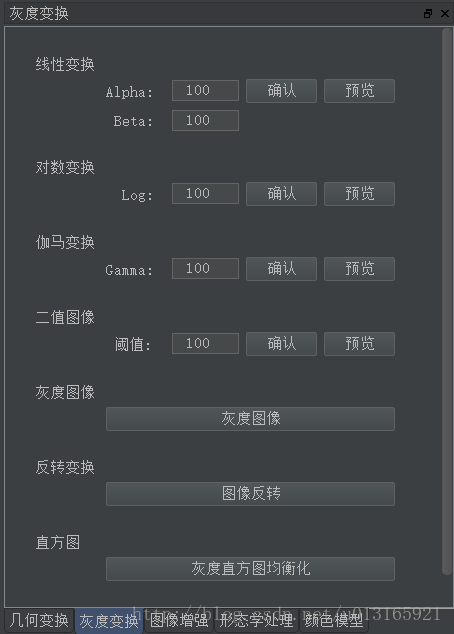 灰度变换
线性变换
Alpha: 100 确认 预览
Beta: 100
对数变换
Log: 100 确认 预览
伽马变换
Gamma: 100 确认 预览
二值图像
阈值: 100 确认 预览
灰度图像
灰度图像
反转变换
图像反转
直方图
灰度直方图均衡化
http://blog.csdn.net/u013165921
几何变换 灰度变换 图像增强 形态学处理 颜色模型